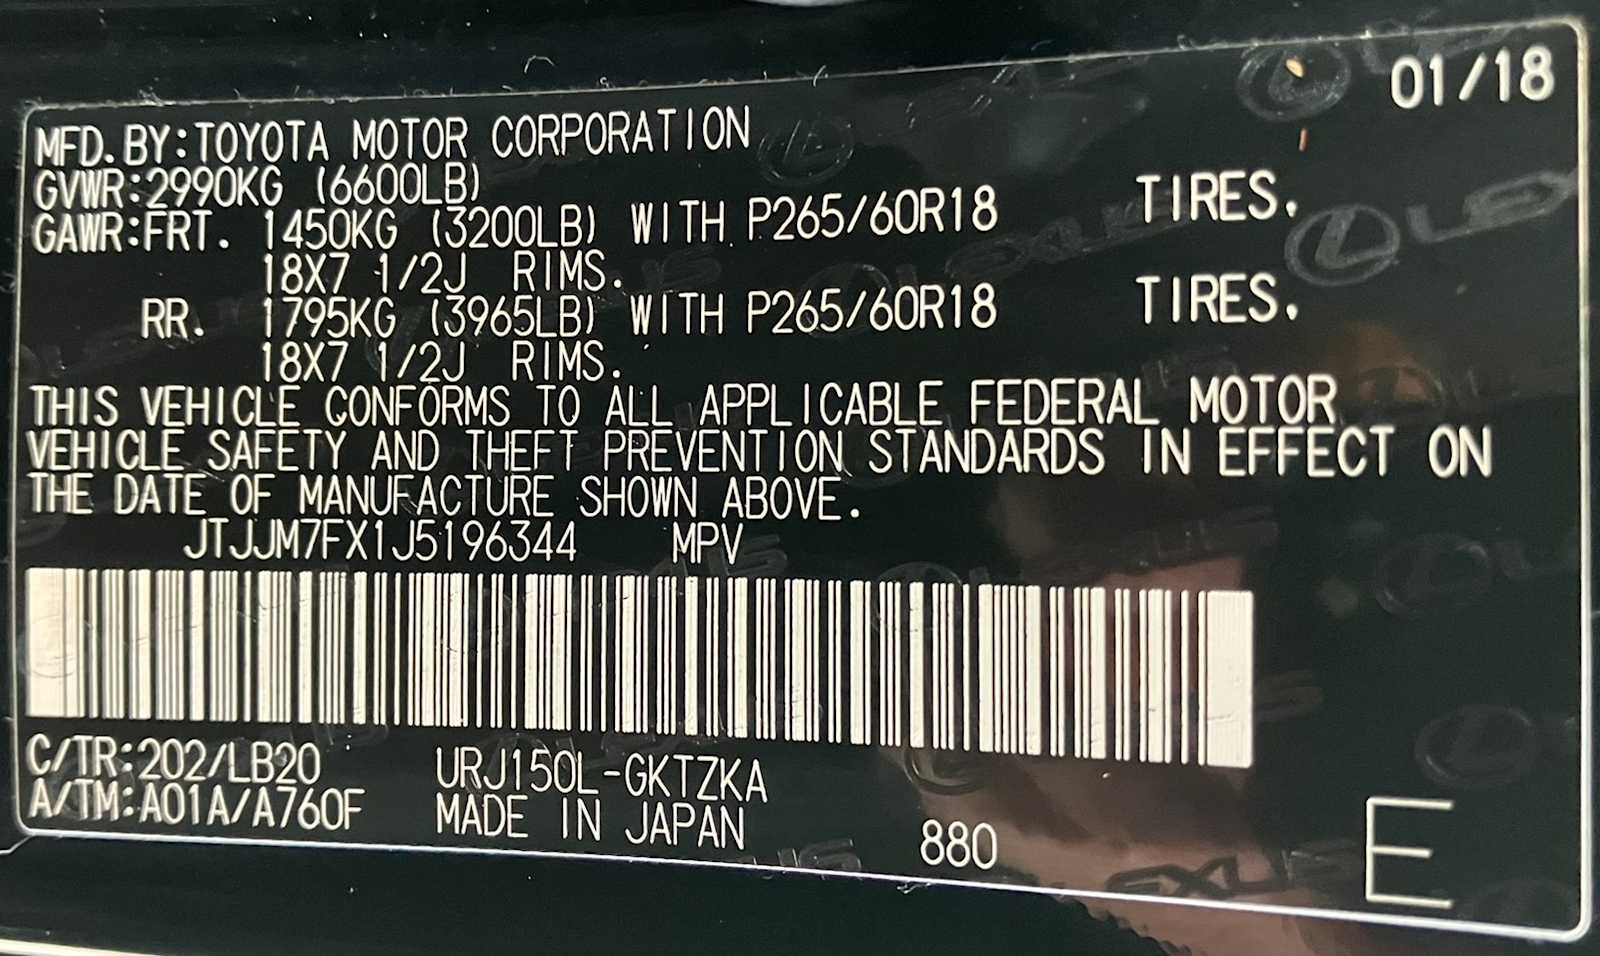 01/18
MFD.BY:TOYOTA MOTOR CORPORATION
GVWR:2990KG (6600LB)
GAWR:FRT. 1450KG (3200LB) WITH P265/60R18 TIRES.
18X7 1/2J RIMS.
RR. 1795KG (3965LB) WITH P265/60R18 TIRES.
18X7 1/2J RIMS.
THIS VEHICLE CONFORMS TO ALL APPLICABLE FEDERAL MOTOR
VEHICLE SAFETY AND THEFT PREVENTION STANDARDS IN EFFECT ON
THE DATE OF MANUFACTURE SHOWN ABOVE.
JTJJM7FX1J5196344 MPV
C/TR:202/LB20 URJ150L-GKTZKA
A/TM:A01A/A760F MADE IN JAPAN
880
E